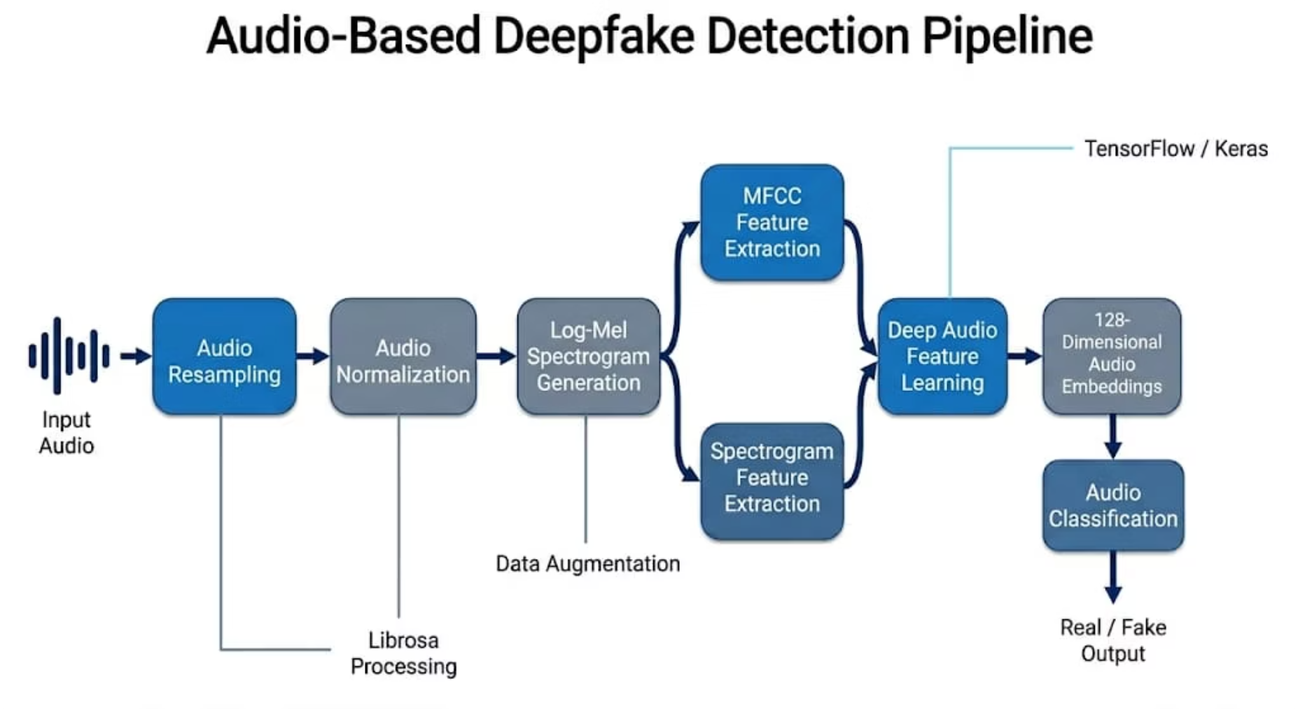 Audio-Based Deepfake Detection Pipeline
TensorFlow / Keras
MFCC
Feature
Extraction
Input
Audio
Audio
Resampling
Audio
Normalization
Log-Mel
Spectrogram
Generation
Deep Audio
Feature
Learning
128-
Dimensional
Audio
Embeddings
Spectrogram
Feature
Extraction
Audio
Classification
Data Augmentation
Librosa
Processing
Real / Fake
Output